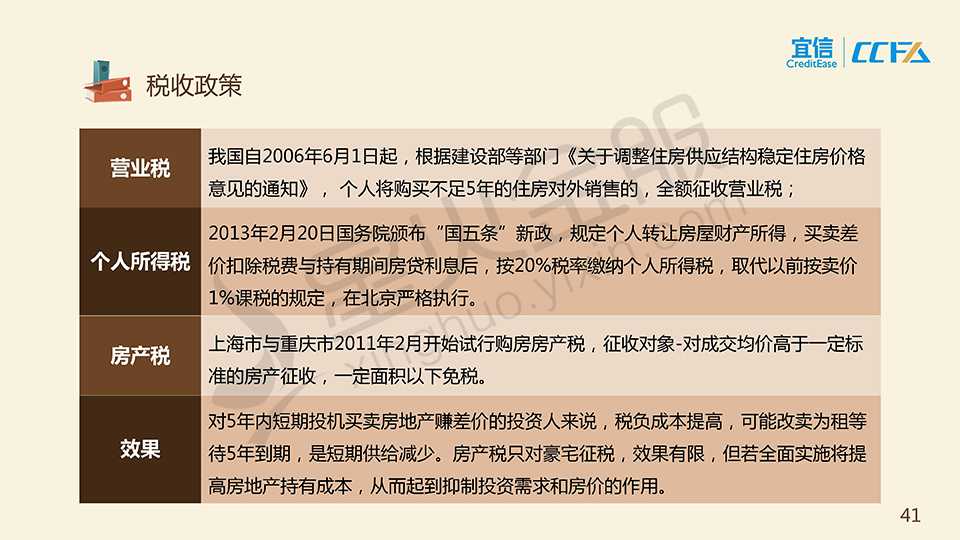 宜信
CreditEase
CCFA
税收政策
营业税
我国自2006年6月1日起，根据建设部等部门《关于调整住房供应结构稳定住房价格
意见的通知》， 个人将购买不足5年的住房对外销售的，全额征收营业税；
个人所得税
2013年2月20日国务院颁布“国五条”新政，规定个人转让房屋财产所得，买卖差
价扣除税费与持有期间房贷利息后，按20%税率缴纳个人所得税，取代以前按卖价
1%课税的规定，在北京严格执行。
房产税
上海市与重庆市2011年2月开始试行购房房产税，征收对象-对成交均价高于一定标
准的房产征收，一定面积以下免税。
效果
对5年内短期投机买卖房地产赚差价的投资人来说，税负成本提高，可能改卖为租等
待5年到期，是短期供给减少。房产税只对豪宅征税，效果有限，但若全面实施将提
高房地产持有成本，从而起到抑制投资需求和房价的作用。
星火金服
xinghuo.yixin.com
41